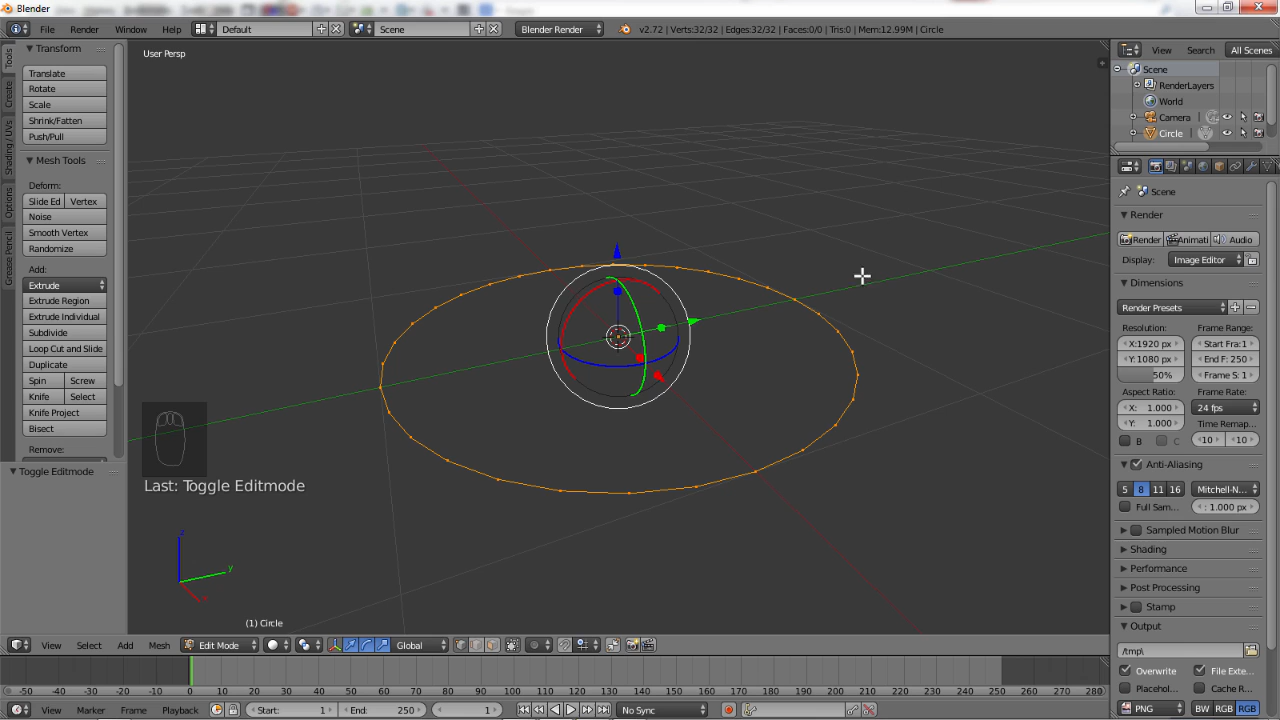 Blender
File Render Window Help Default Scene Blender Render v2.72 | Verts:32/32 | Edges:32/32 | Faces:0/0 | Tris:0 | Mem:12.99M | Circle
Tools
Create
Shading / UVs
Options
Grease Pencil
Transform
Translate
Rotate
Scale
Shrink/Fatten
Push/Pull
Mesh Tools
Deform:
Slide Ed Vertex
Noise
Smooth Vertex
Randomize
Add:
Extrude
Extrude Region
Extrude Individual
Subdivide
Loop Cut and Slide
Duplicate
Spin Screw
Knife Select
Knife Project
Bisect
Remove:
Toggle Editmode
User Persp
Last: Toggle Editmode
z
y
x
(1) Circle
View Select Add Mesh Edit Mode Global
-50 -40 -30 -20 -10 0 10 20 30 40 50 60 70 80 90 100 110 120 130 140 150 160 170 180 190 200 210 220 230 240 250 260 270 280
View Marker Frame Playback Start: 1 End: 250 1 No Sync
View Search All Scenes
Scene
RenderLayers
World
Camera
Circle
Scene
Render
Render Animati Audio
Display: Image Editor
Dimensions
Render Presets
Resolution: Frame Range:
X:1920 px Start Fra:1
Y:1080 px End F: 250
50% Frame S: 1
Aspect Ratio: Frame Rate:
X: 1.000 24 fps
Y: 1.000 Time Remap...
B C 10 10
Anti-Aliasing
5 8 11 16 Mitchell-N...
Full Sam... : 1.000 px
Sampled Motion Blur
Shading
Performance
Post Processing
Stamp
Output
/tmp\
Overwrite File Exte...
Placehol... Cache R...
PNG BW RGB RGB